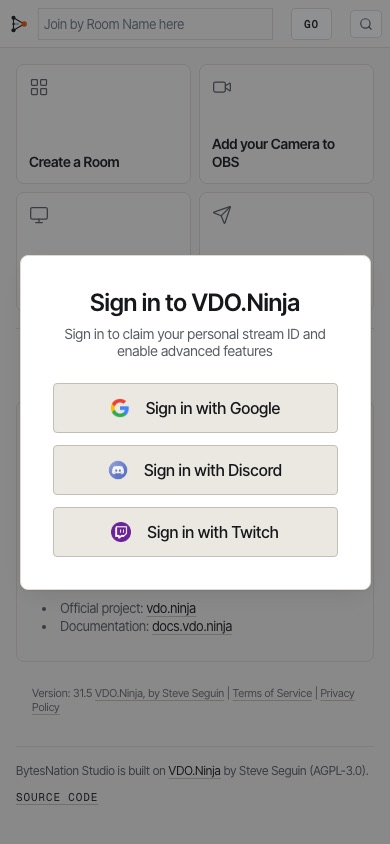 Join by Room Name here
GO
Create a Room
Add your Camera to
OBS
Sign in to VDO.Ninja
Sign in to claim your personal stream ID and
enable advanced features
Sign in with Google
Sign in with Discord
Sign in with Twitch
• Official project: vdo.ninja
• Documentation: docs.vdo.ninja
Version: 31.5 VDO.Ninja, by Steve Seguin | Terms of Service | Privacy
Policy
BytesNation Studio is built on VDO.Ninja by Steve Seguin (AGPL-3.0).
SOURCE CODE